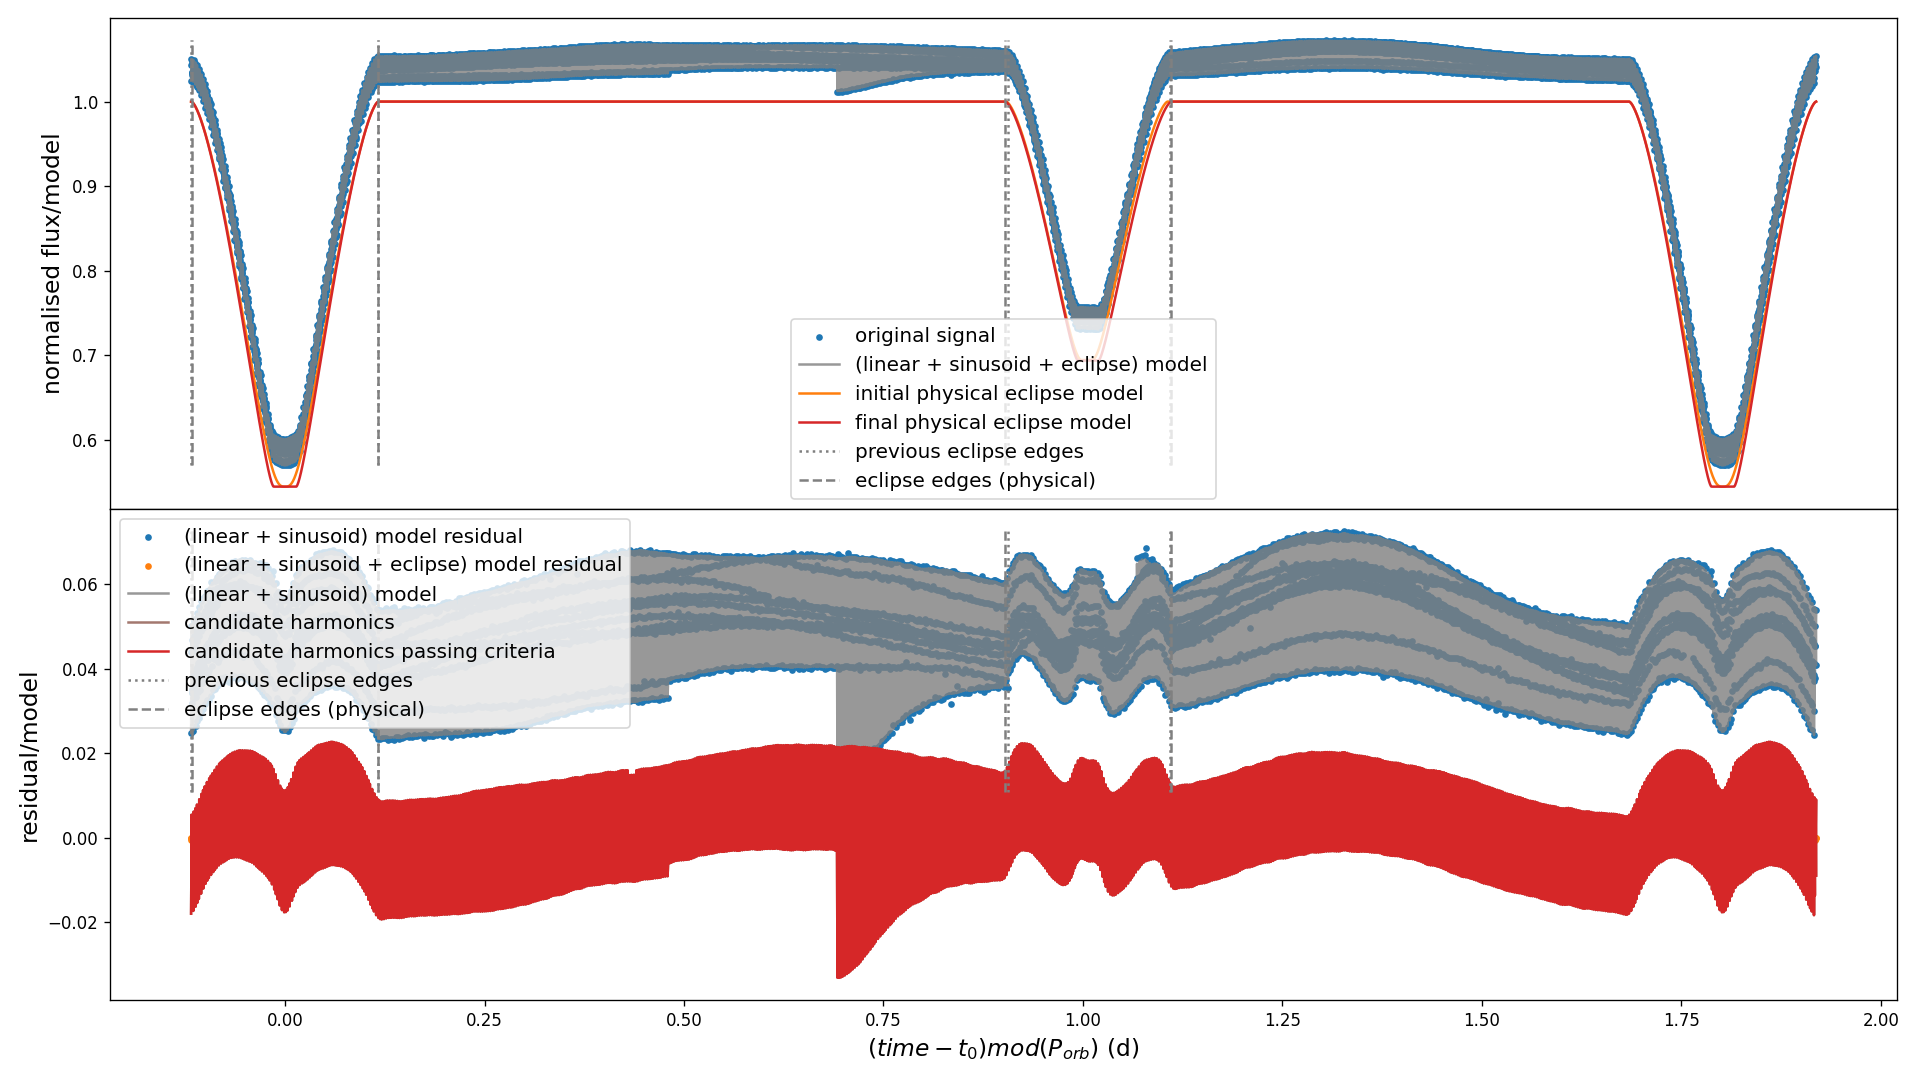 normalised flux/model
1.0
0.9
0.8
0.7
0.6
original signal
(linear + sinusoid + eclipse) model
initial physical eclipse model
final physical eclipse model
previous eclipse edges
eclipse edges (physical)
residual/model
0.06
0.04
0.02
0.00
−0.02
(linear + sinusoid) model residual
(linear + sinusoid + eclipse) model residual
(linear + sinusoid) model
candidate harmonics
candidate harmonics passing criteria
previous eclipse edges
eclipse edges (physical)
0.00 0.25 0.50 0.75 1.00 1.25 1.50 1.75 2.00
(time − t₀)mod(P_orb) (d)